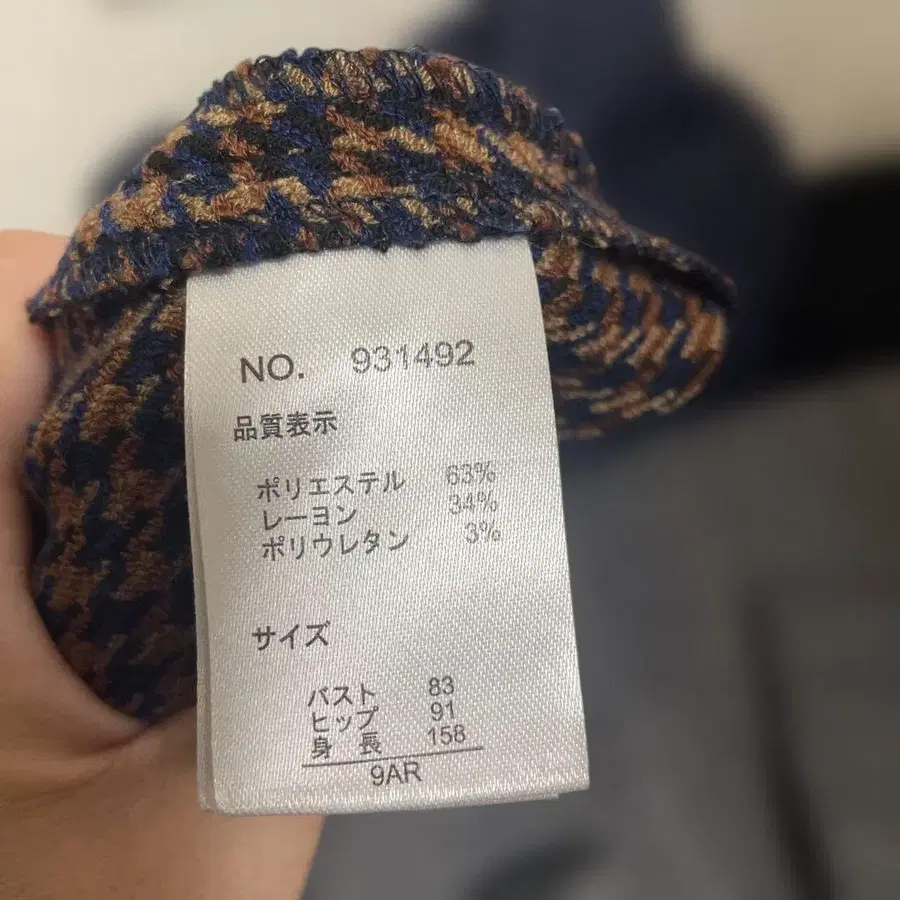 NO. 931492
品質表示
ポリエステル 63%
レーヨン 34%
ポリウレタン 3%
サイズ
バスト 83
ヒップ 91
身 長 158
9AR